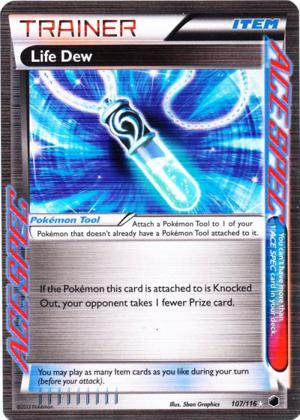 TRAINER ITEM
Life Dew
ACE SPEC
You can't have more than
1 ACE SPEC card in your deck.
Pokémon Tool
Attach a Pokémon Tool to 1 of your
Pokémon that doesn't already have a Pokémon Tool attached to it.
If the Pokémon this card is attached to is Knocked
Out, your opponent takes 1 fewer Prize card.
ACE SPEC
You may play as many Item cards as you like during your turn
(before your attack).
©2013 Pokémon
Illus. 5ban Graphics
107/116